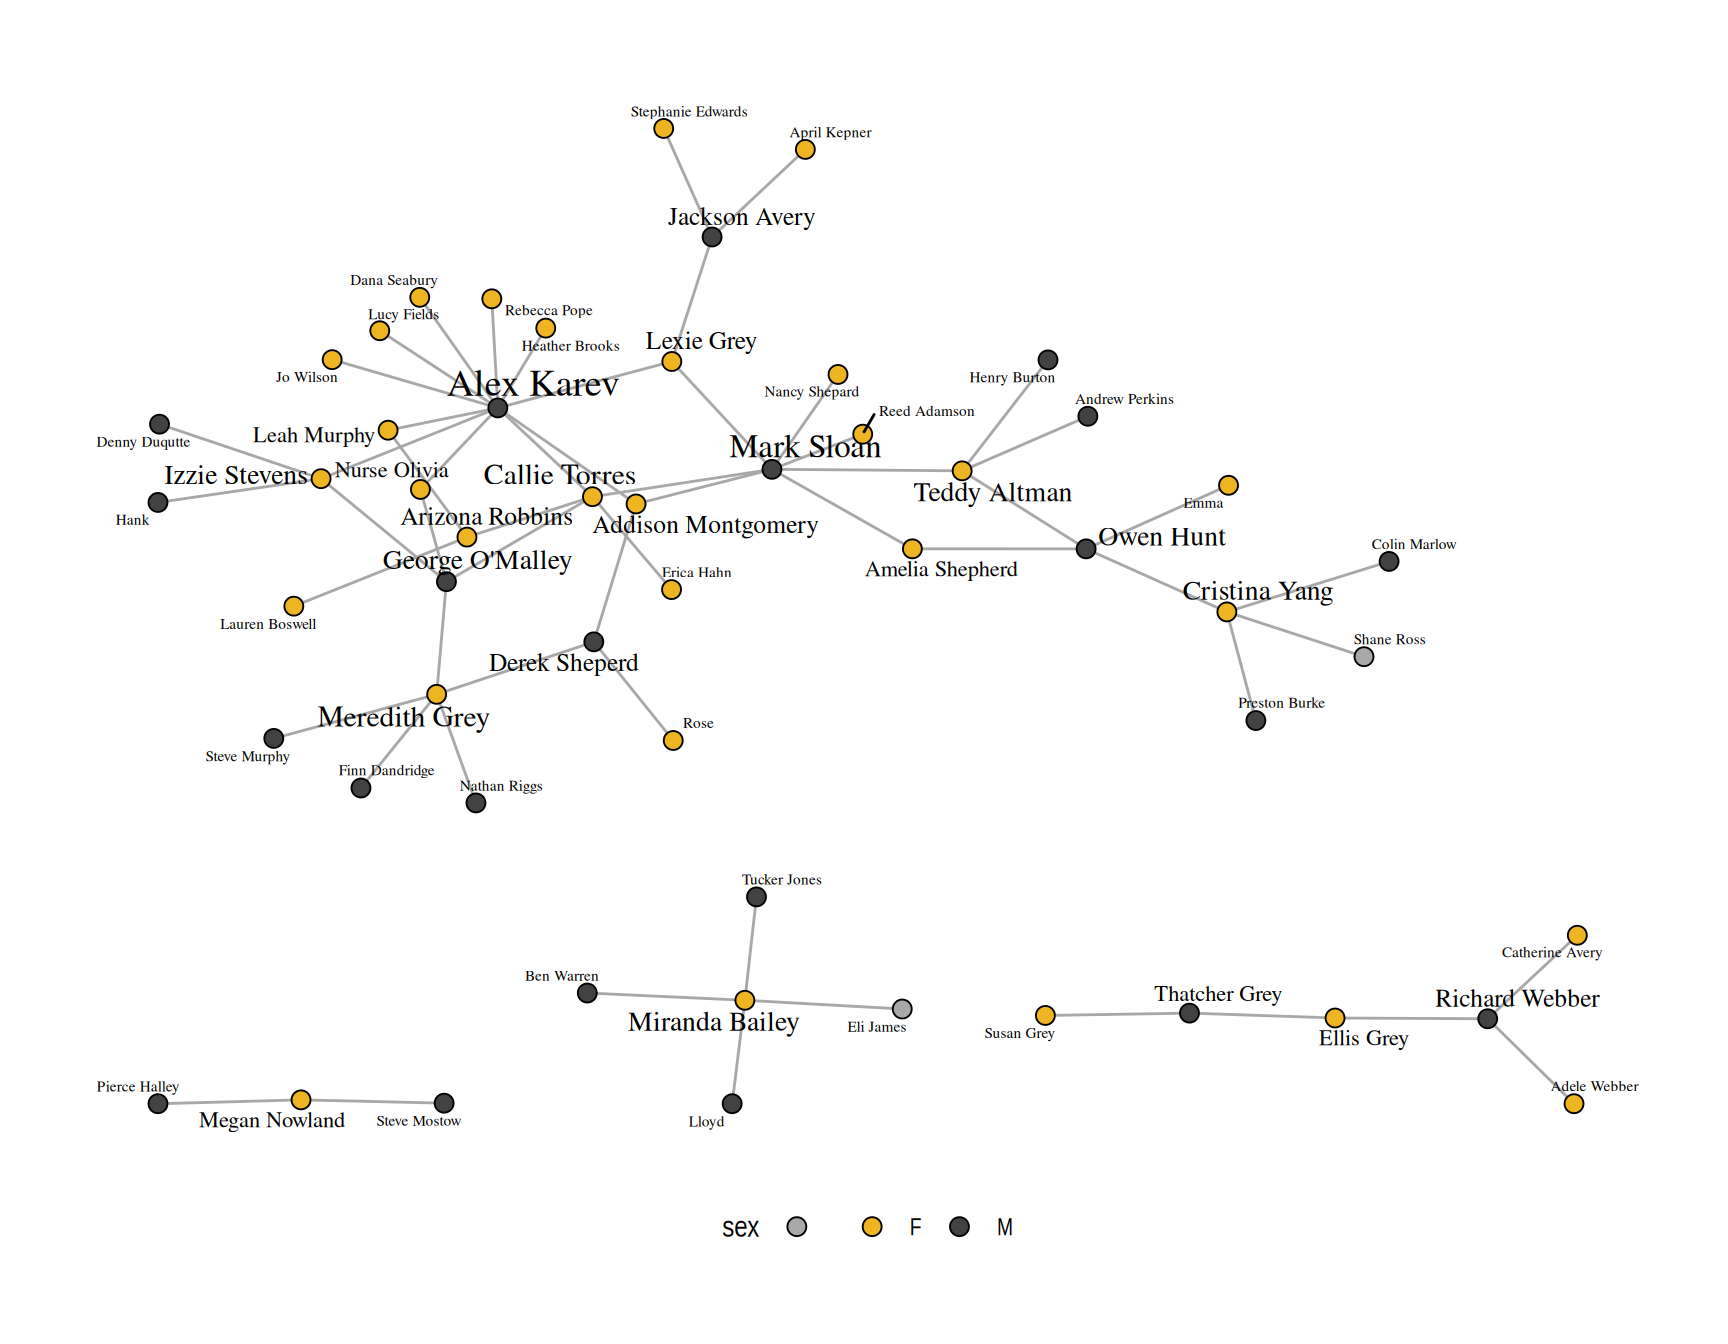 Stephanie Edwards
April Kepner
Jackson Avery
Dana Seabury
Rebecca Pope
Lucy Fields
Lexie Grey
Heather Brooks
Jo Wilson
Henry Burton
Alex Karev
Nancy Shepard
Andrew Perkins
Reed Adamson
Leah Murphy
Denny Duqutte
Mark Sloan
Nurse Olivia
Izzie Stevens
Callie Torres
Teddy Altman
Emma
Hank
Arizona Robbins
Addison Montgomery
Owen Hunt
Colin Marlow
George O'Malley
Amelia Shepherd
Erica Hahn
Cristina Yang
Lauren Boswell
Shane Ross
Derek Sheperd
Preston Burke
Meredith Grey
Rose
Steve Murphy
Finn Dandridge
Nathan Riggs
Tucker Jones
Catherine Avery
Ben Warren
Thatcher Grey
Richard Webber
Miranda Bailey
Eli James
Susan Grey
Ellis Grey
Pierce Halley
Adele Webber
Megan Nowland
Steve Mostow
Lloyd
sex F M